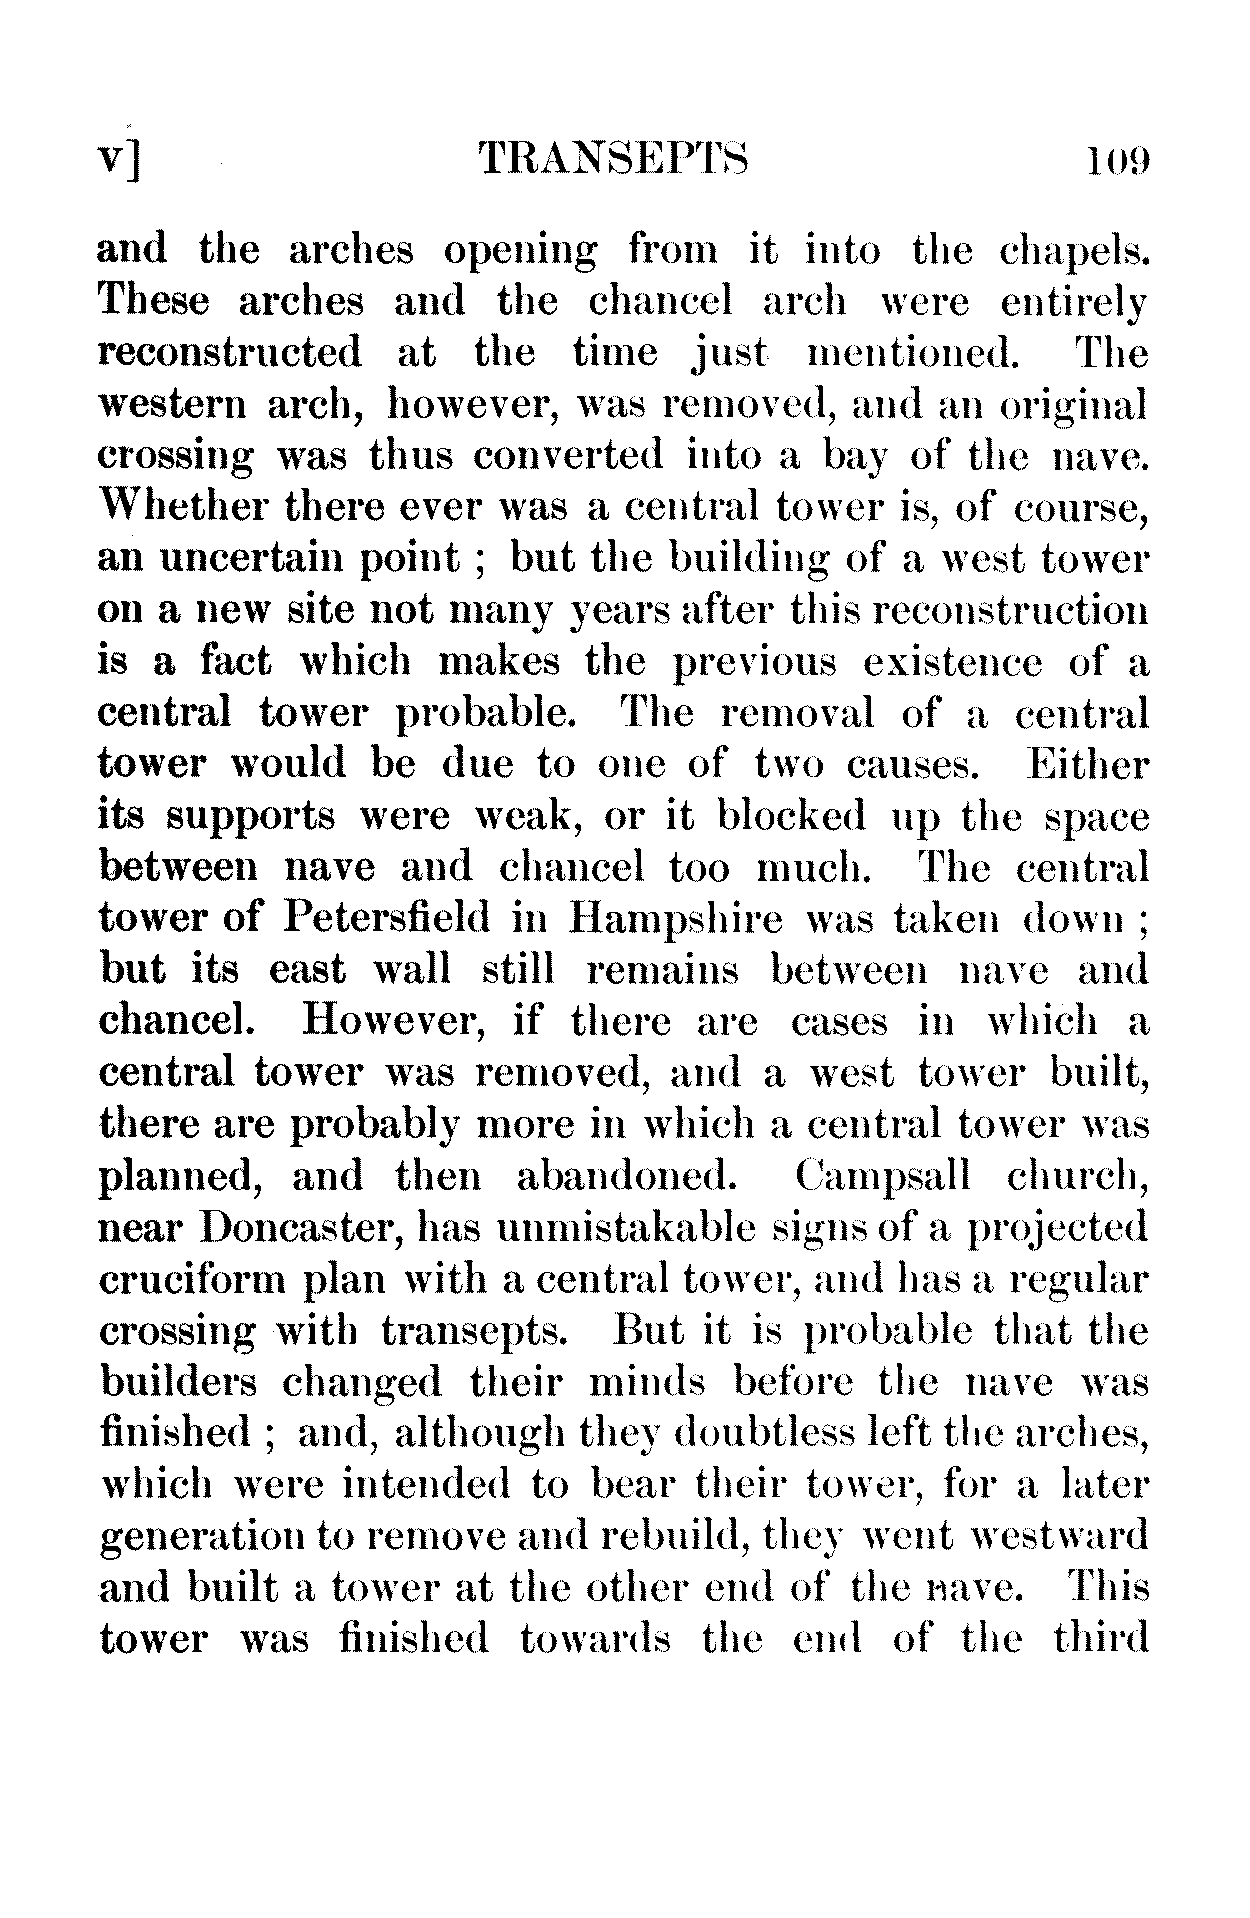 v] TRANSEPTS 109
and the arches opening from it into the chapels.
These arches and the chancel arch were entirely
reconstructed at the time just mentioned. The
western arch, however, was removed, and an original
crossing was thus converted into a bay of the nave.
Whether there ever was a central tower is, of course,
an uncertain point ; but the building of a west tower
on a new site not many years after this reconstruction
is a fact which makes the previous existence of a
central tower probable. The removal of a central
tower would be due to one of two causes. Either
its supports were weak, or it blocked up the space
between nave and chancel too much. The central
tower of Petersfield in Hampshire was taken down ;
but its east wall still remains between nave and
chancel. However, if there are cases in which a
central tower was removed, and a west tower built,
there are probably more in which a central tower was
planned, and then abandoned. Campsall church,
near Doncaster, has unmistakable signs of a projected
cruciform plan with a central tower, and has a regular
crossing with transepts. But it is probable that the
builders changed their minds before the nave was
finished ; and, although they doubtless left the arches,
which were intended to bear their tower, for a later
generation to remove and rebuild, they went westward
and built a tower at the other end of the nave. This
tower was finished towards the end of the third